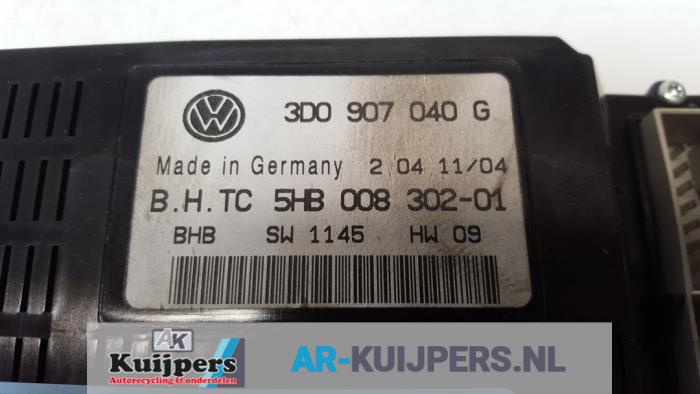 3D0 907 040 G
Made in Germany 2 04 11/04
B.H.TC 5HB 008 302-01
BHB SW 1145 HW 09
AK
Kuijpers
Autorecycling & onderdelen
AR-KUIJPERS.NL